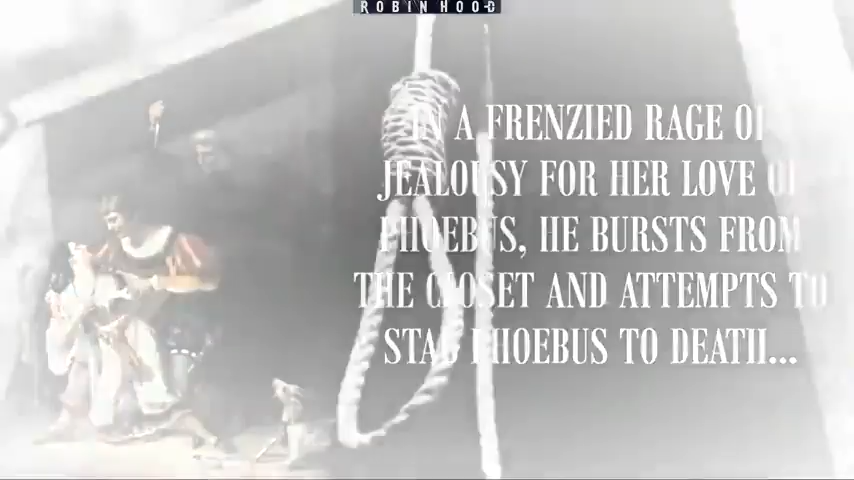 ROBIN HOOD
IN A FRENZIED RAGE OF
JEALOUSY FOR HER LOVE OF
PHOEBUS, HE BURSTS FROM
THE CLOSET AND ATTEMPTS TO
STAB PHOEBUS TO DEATH...